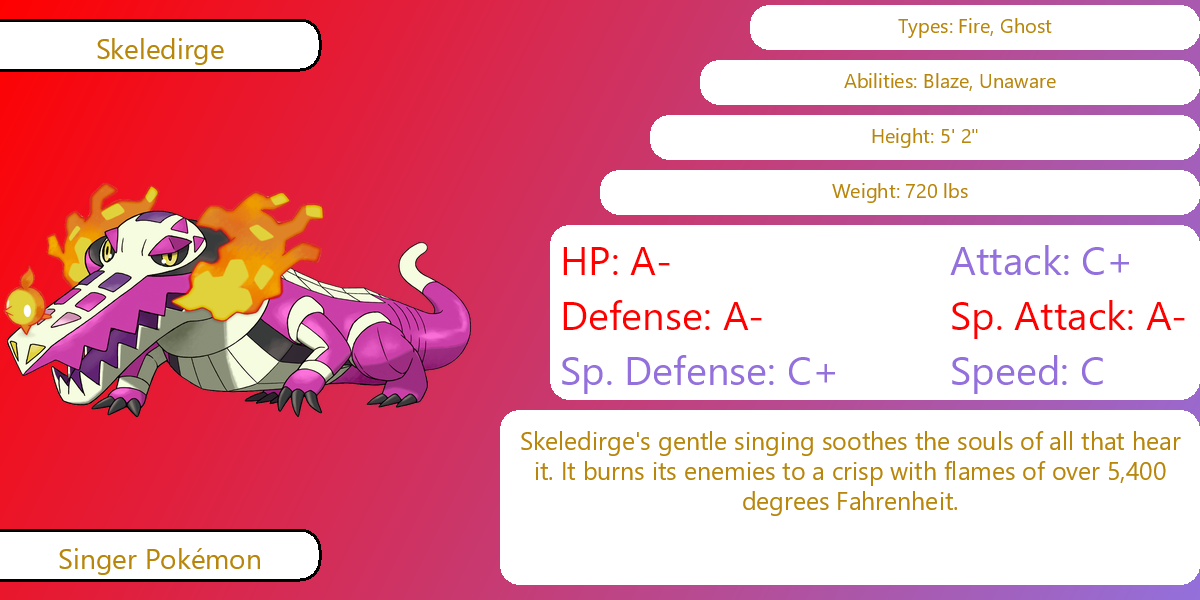 Skeledirge
Types: Fire, Ghost
Abilities: Blaze, Unaware
Height: 5' 2"
Weight: 720 lbs
HP: A-
Attack: C+
Defense: A-
Sp. Attack: A-
Sp. Defense: C+
Speed: C
Skeledirge's gentle singing soothes the souls of all that hear
it. It burns its enemies to a crisp with flames of over 5,400
degrees Fahrenheit.
Singer Pokémon